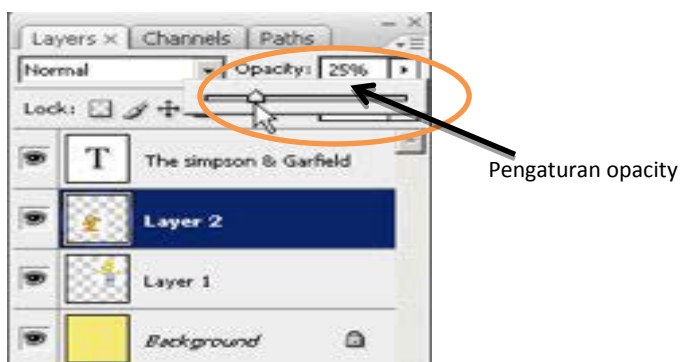 Layers × Channels Paths
Normal Opacity: 25%
Lock:
T The simpson & Garfield
Pengaturan opacity
Layer 2
Layer 1
Background